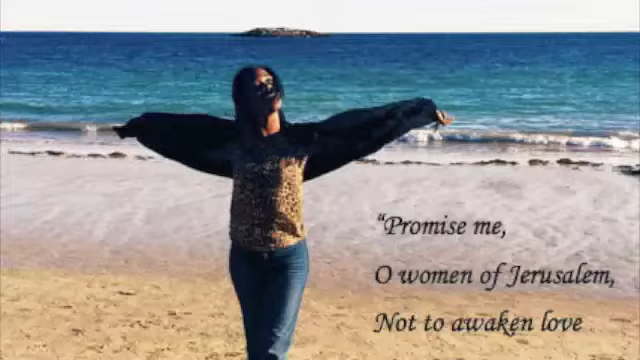 “Promise me,
O women of Jerusalem,
Not to awaken love